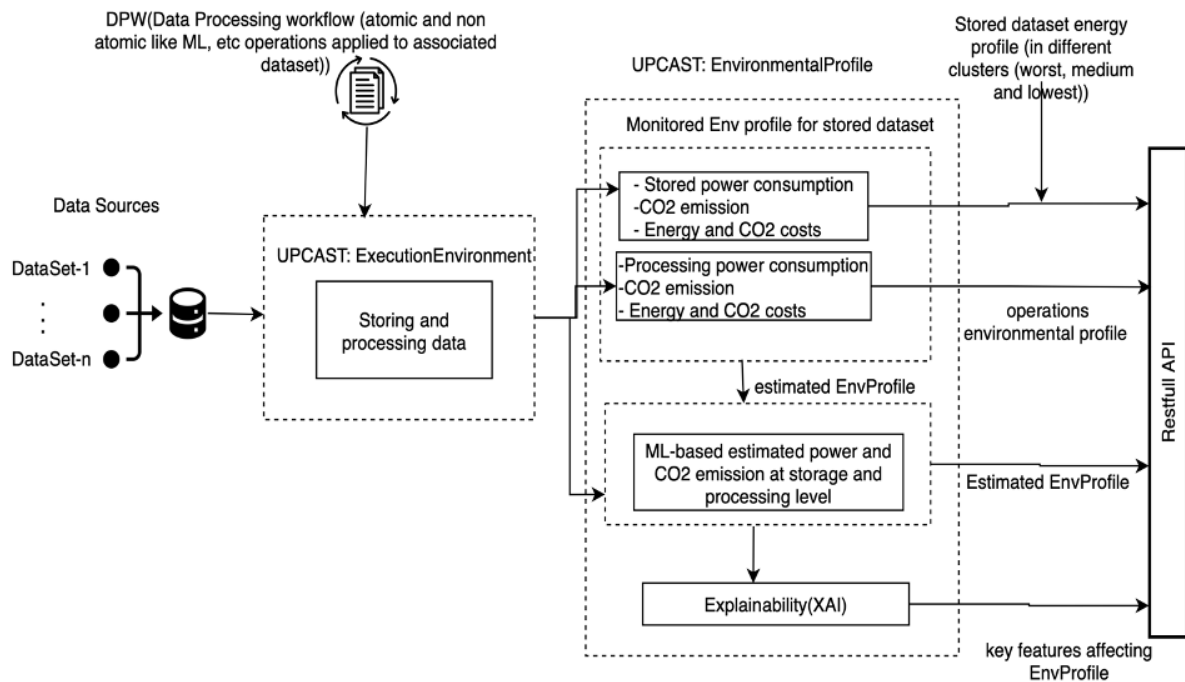 DPW(Data Processing workflow (atomic and non
atomic like ML, etc operations applied to associated
dataset))
Stored dataset energy
profile (in different
clusters (worst, medium
and lowest))
UPCAST: EnvironmentalProfile
Monitored Env profile for stored dataset
- Stored power consumption
-CO2 emission
- Energy and CO2 costs
Data Sources
DataSet-1
DataSet-n
UPCAST: ExecutionEnvironment
Storing and
processing data
-Processing power consumption
-CO2 emission
- Energy and CO2 costs
operations
environmental profile
estimated EnvProfile
ML-based estimated power and
CO2 emission at storage and
processing level
Estimated EnvProfile
Explainability(XAI)
key features affecting
EnvProfile
Restfull API